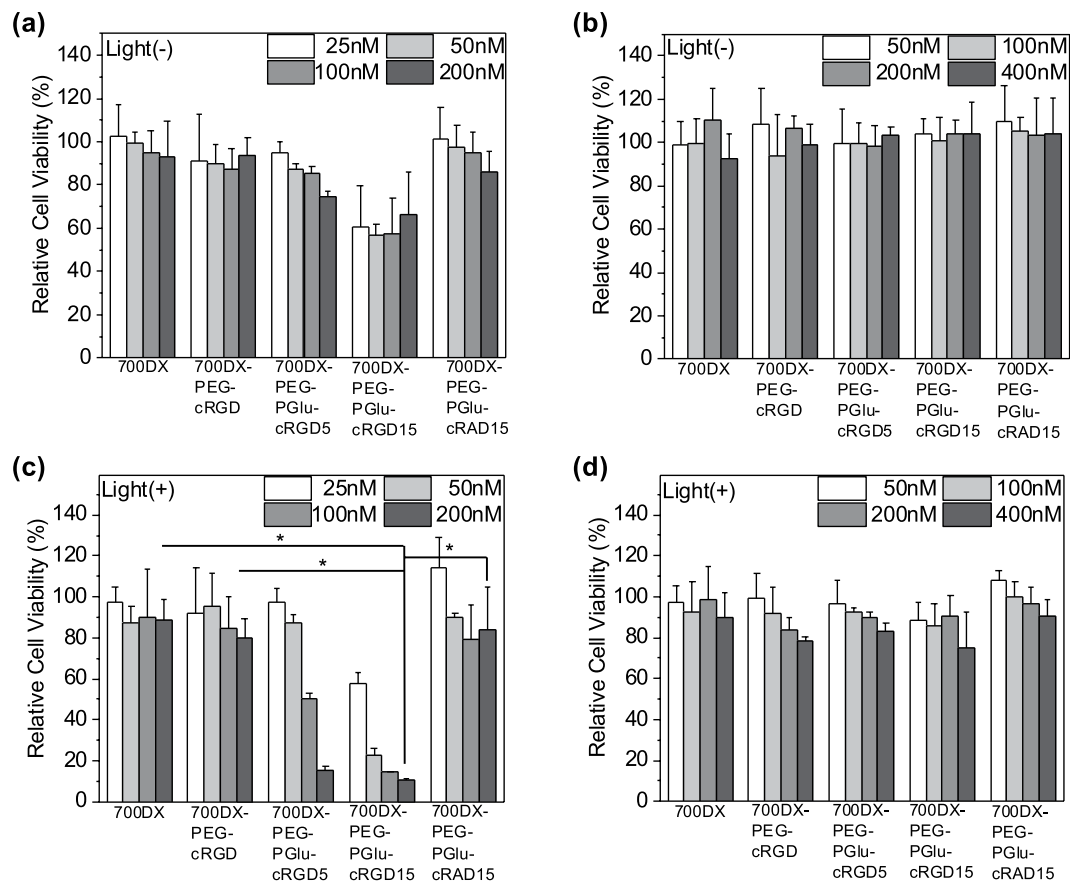 (a)
Light(-)
25nM
50nM
100nM
200nM
Relative Cell Viability (%)
140
120
100
80
60
40
20
0
700DX
700DX-
PEG-
cRGD
700DX-
PEG-
PGlu-
cRGD5
700DX-
PEG-
PGlu-
cRGD15
700DX-
PEG-
PGlu-
cRAD15
(b)
Light(-)
50nM
100nM
200nM
400nM
Relative Cell Viability (%)
140
120
100
80
60
40
20
0
700DX
700DX-
PEG-
cRGD
700DX-
PEG-
PGlu-
cRGD5
700DX-
PEG-
PGlu-
cRGD15
700DX-
PEG-
PGlu-
cRAD15
(c)
Light(+)
25nM
50nM
100nM
200nM
Relative Cell Viability (%)
140
120
100
80
60
40
20
0
*
*
*
700DX
700DX-
PEG-
cRGD
700DX-
PEG-
PGlu-
cRGD5
700DX-
PEG-
PGlu-
cRGD15
700DX-
PEG-
PGlu-
cRAD15
(d)
Light(+)
50nM
100nM
200nM
400nM
Relative Cell Viability (%)
140
120
100
80
60
40
20
0
700DX
700DX-
PEG-
cRGD
700DX-
PEG-
PGlu-
cRGD5
700DX-
PEG-
PGlu-
cRGD15
700DX-
PEG-
PGlu-
cRAD15